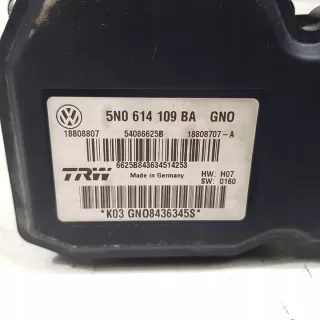 5N0 614 109 BA GNO
18808807 54086625B 18808707-A
6625B843634514253
TRW Made in Germany HW: H07
SW: 0160
*K03 GNO8436345S*